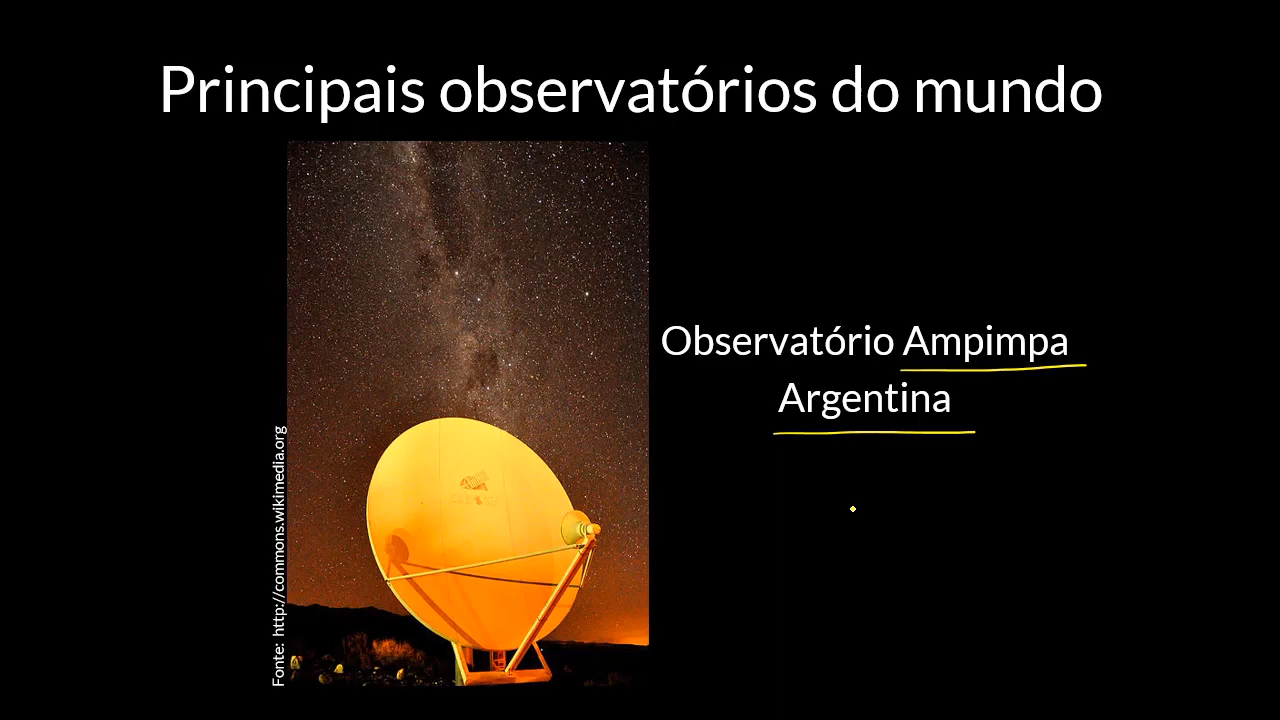 Principais observatórios do mundo
Observatório Ampimpa
Argentina
Fonte: http://commons.wikimedia.org